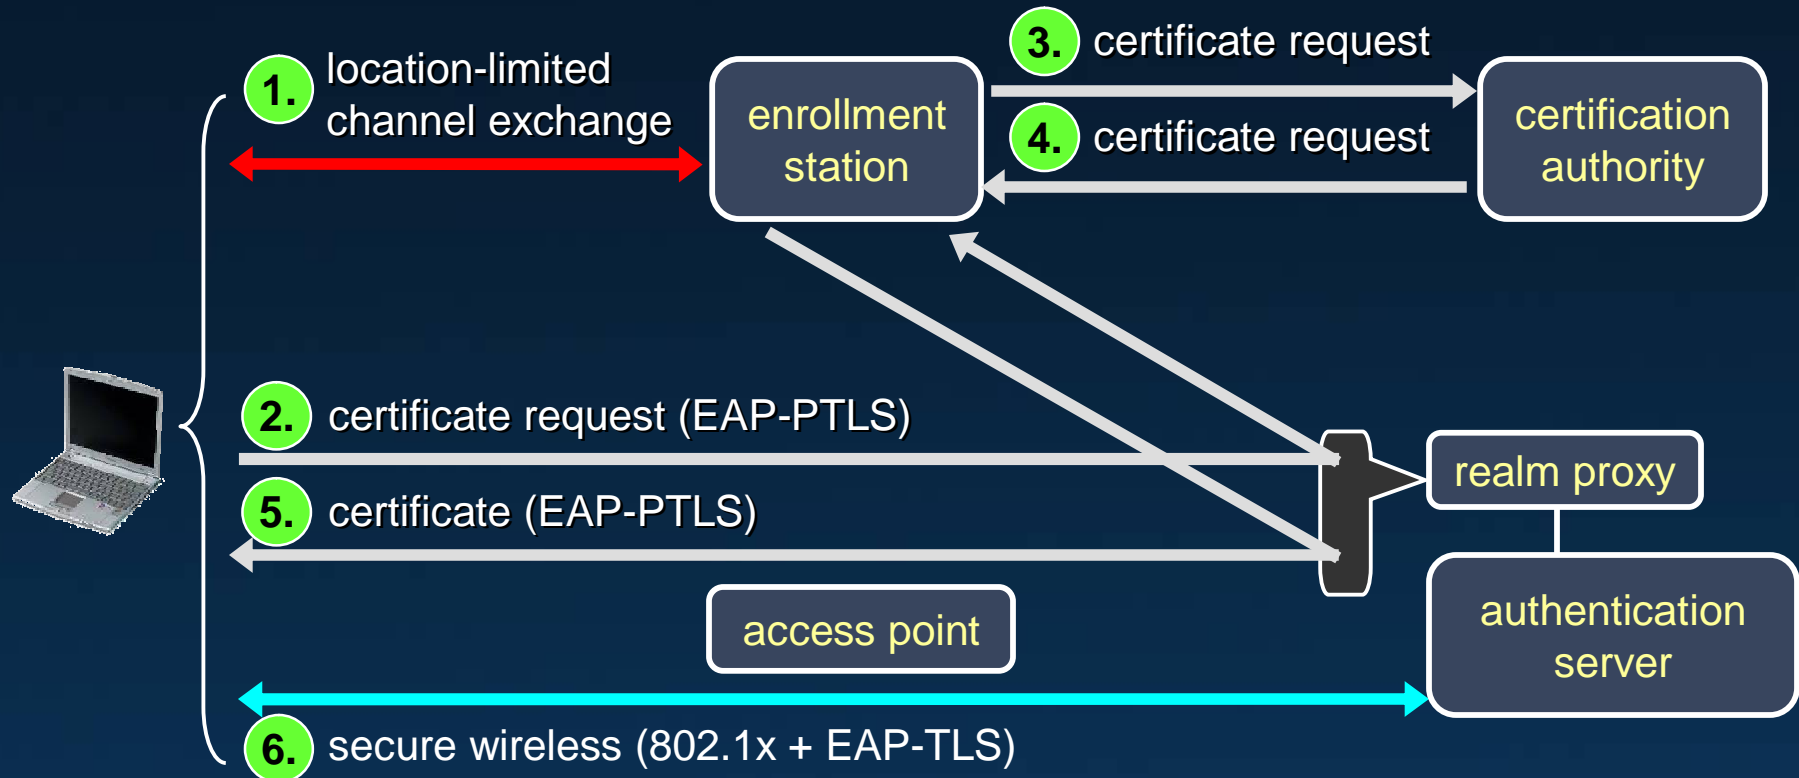 1.
location-limited
channel exchange
enrollment
station
3.
certificate request
4.
certificate request
certification
authority
2.
certificate request (EAP-PTLS)
5.
certificate (EAP-PTLS)
realm proxy
access point
authentication
server
6.
secure wireless (802.1x + EAP-TLS)